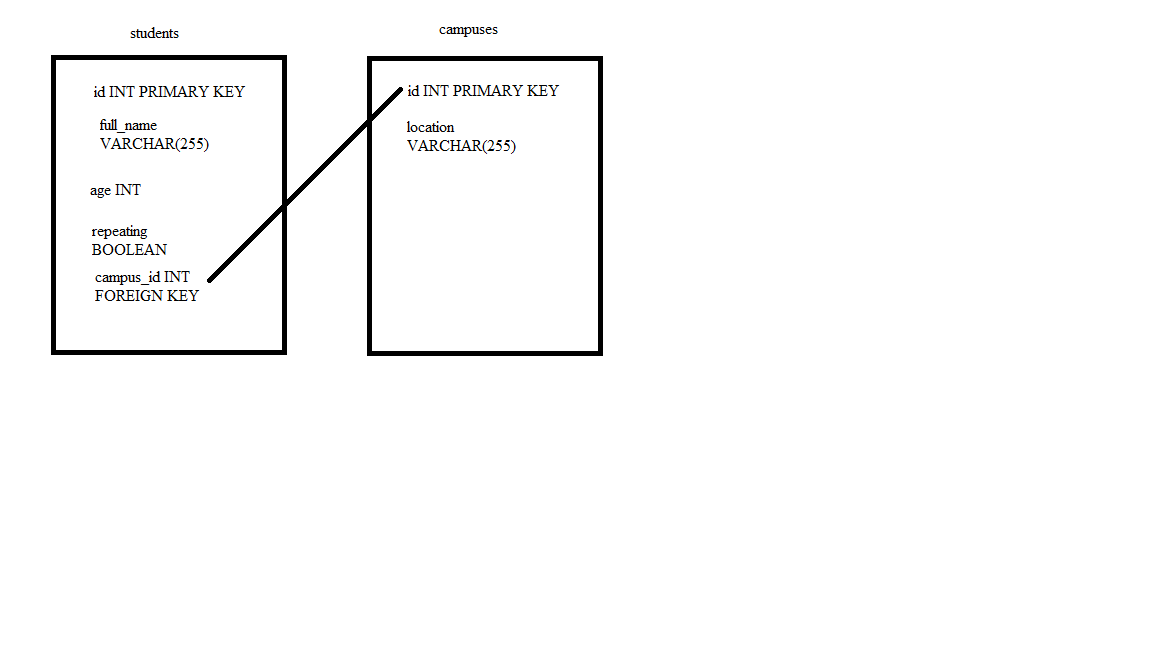 students
id INT PRIMARY KEY
full_name
VARCHAR(255)
age INT
repeating
BOOLEAN
campus_id INT
FOREIGN KEY
campuses
id INT PRIMARY KEY
location
VARCHAR(255)